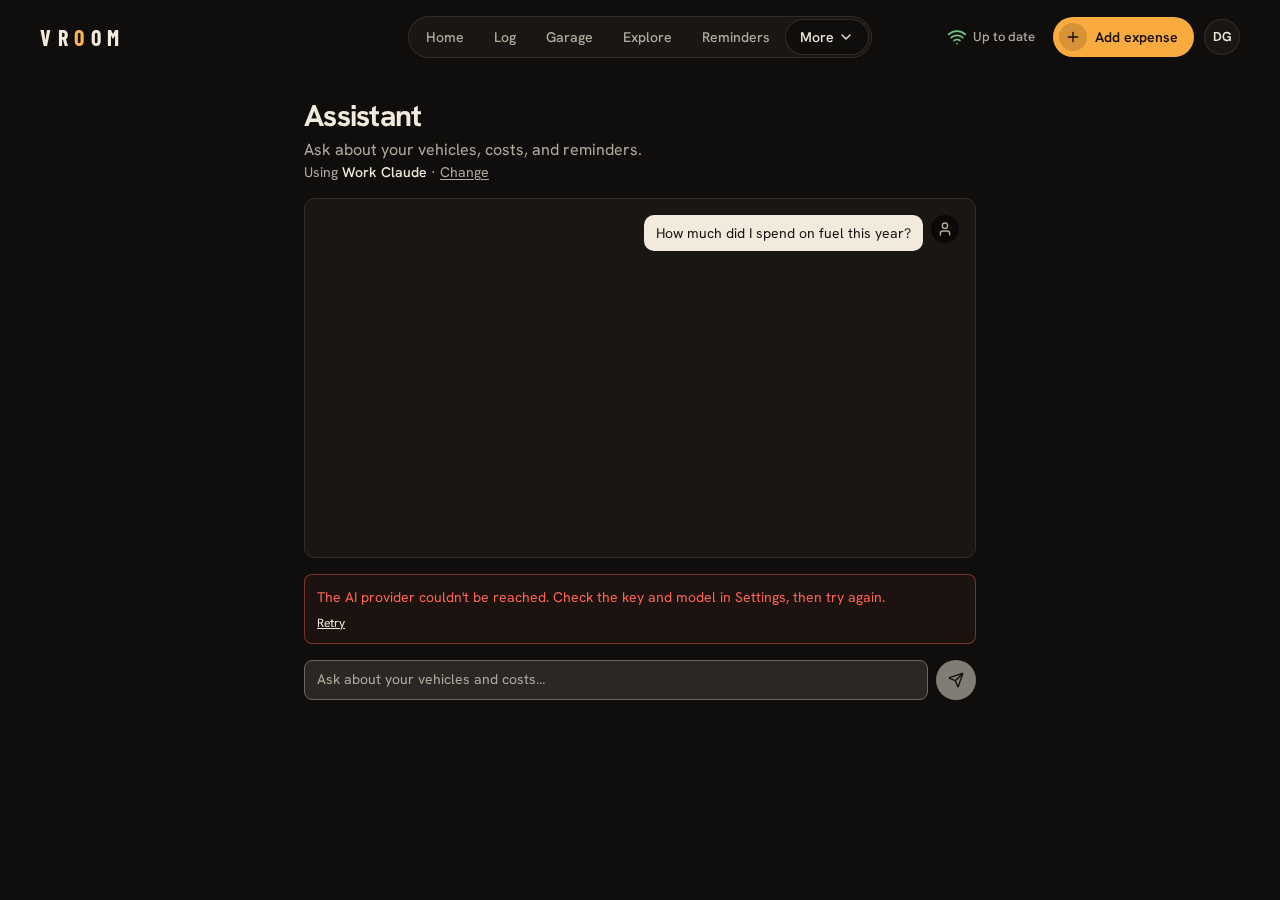 VROOM
Home Log Garage Explore Reminders More
Up to date
Add expense
DG
Assistant
Ask about your vehicles, costs, and reminders.
Using Work Claude · Change
How much did I spend on fuel this year?
The AI provider couldn't be reached. Check the key and model in Settings, then try again.
Retry
Ask about your vehicles and costs...